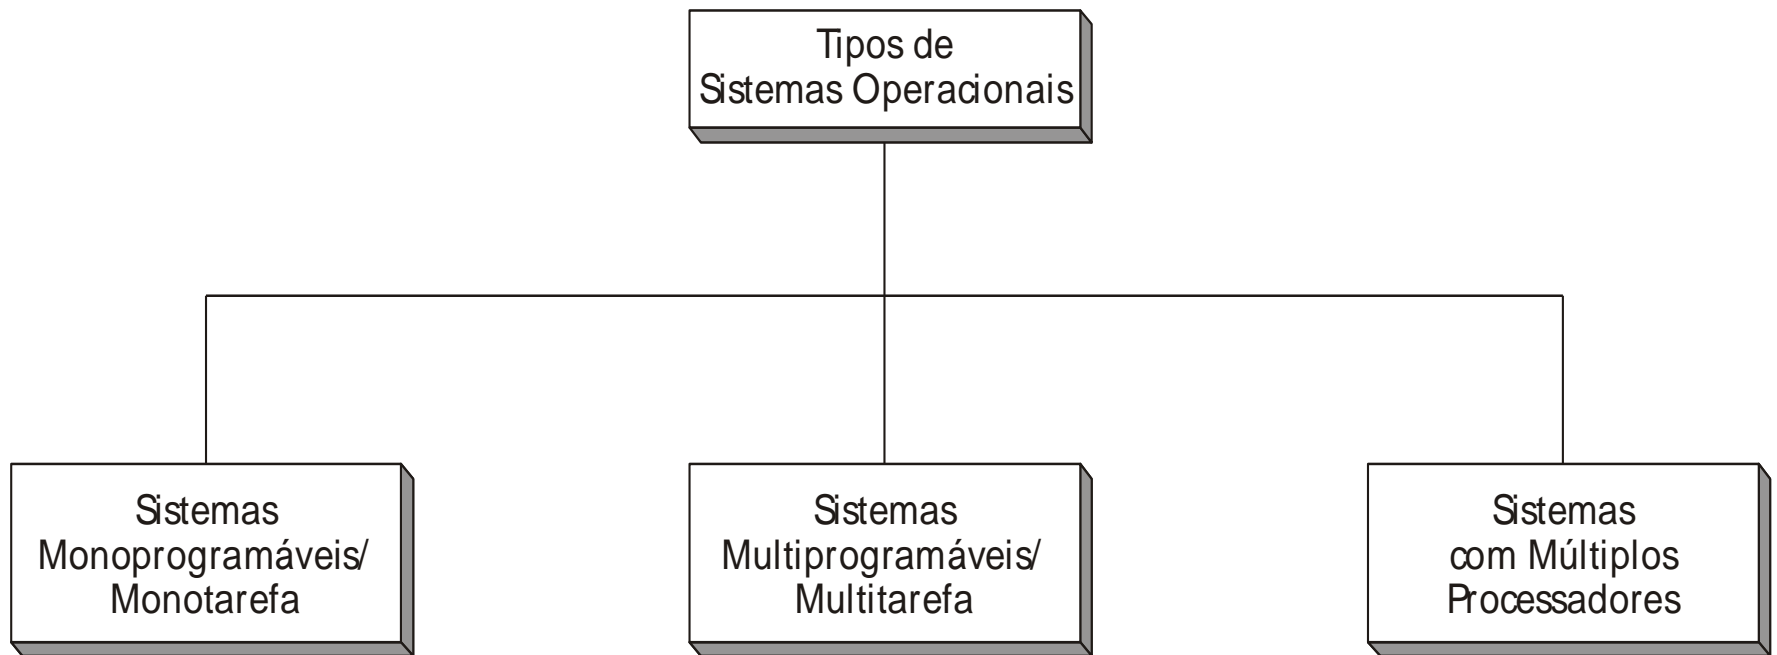 Tipos de
Sistemas Operacionais
Sistemas
Monoprogramáveis/
Monotarefa
Sistemas
Multiprogramáveis/
Multitarefa
Sistemas
com Múltiplos
Processadores